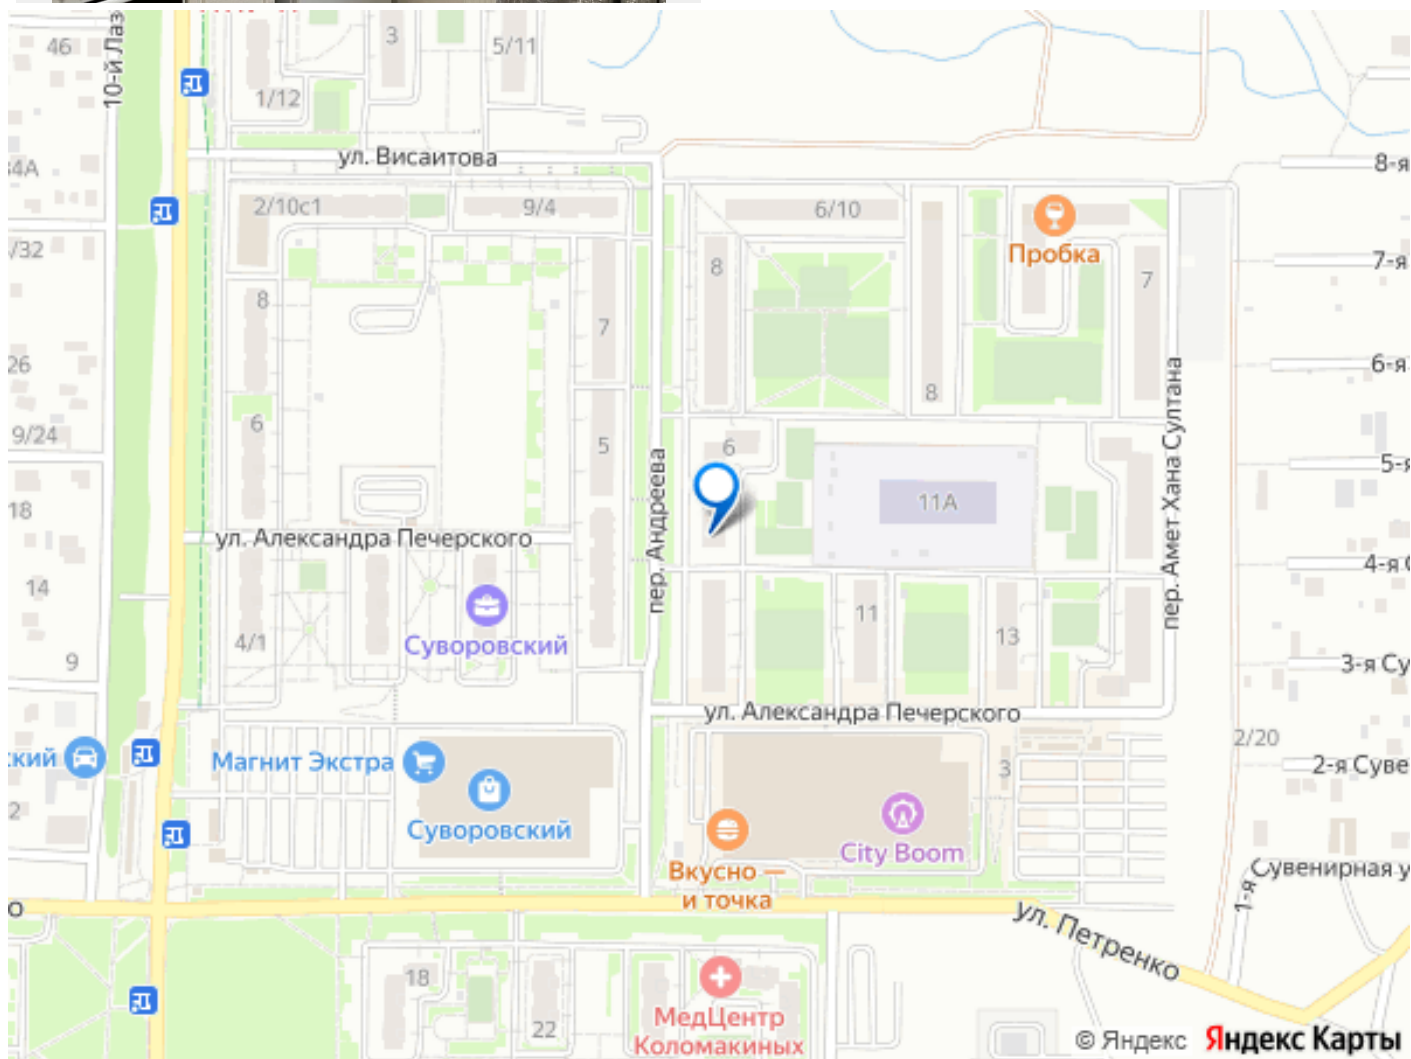 46
10-й Лаз
3
5/11
1/12
ул. Висаитова
8-я
34А
2/10с1
9/4
6/10
Пробка
/32
8
7
7-я
8
7
26
8
6-я
6
9/24
5
6
5-я
пер. Андреева
пер. Амет Хана Султана
18
11А
ул. Александра Печерского
4-я С
14
11
Суворовский
4/1
13
9
3-я Су
ул. Александра Печерского
2/20
ский
Магнит Экстра
3
2-я Суве
2
Суворовский
City Boom
Вкусно —
и точка
1-я
Сувенирная у
о
ул. Петренко
18
22
МедЦентр
Коломакиных
© Яндекс Яндекс Карты